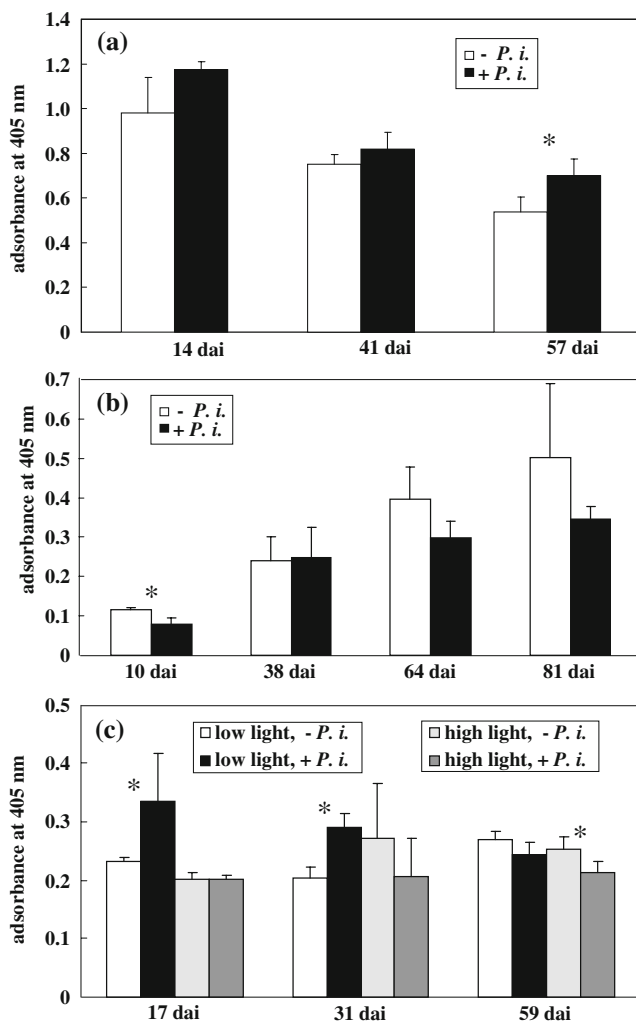 (a)
- P. i.
+ P. i.
adsorbance at 405 nm
1.4
1.2
1.0
0.8
0.6
0.4
0.2
0
*
14 dai 41 dai 57 dai
(b)
- P. i.
+ P. i.
adsorbance at 405 nm
0.7
0.6
0.5
0.4
0.3
0.2
0.1
0
*
10 dai 38 dai 64 dai 81 dai
(c)
low light, - P. i.
low light, + P. i.
high light, - P. i.
high light, + P. i.
adsorbance at 405 nm
0.5
0.4
0.3
0.2
0.1
0
* * *
17 dai 31 dai 59 dai